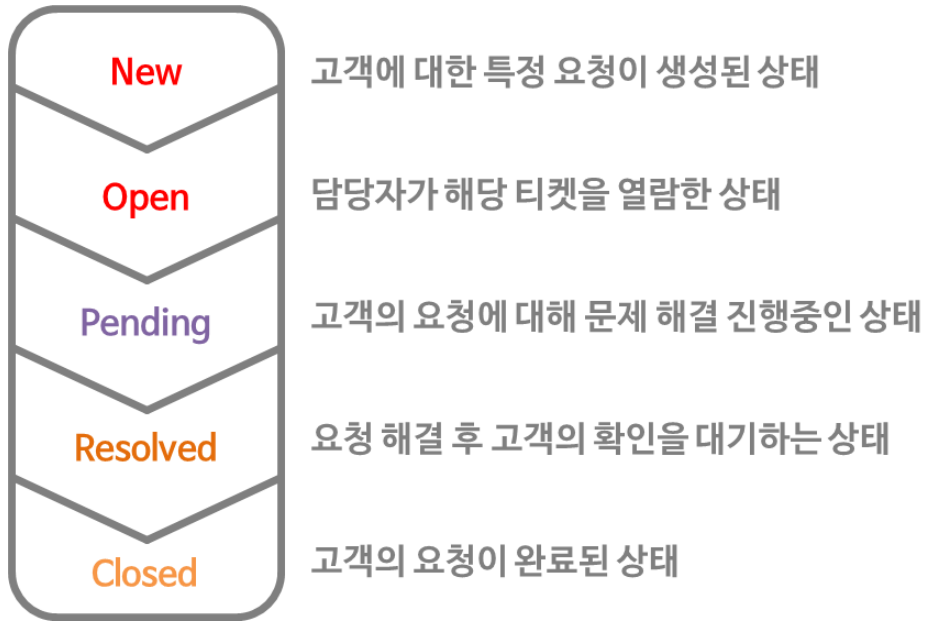 New 고객에 대한 특정 요청이 생성된 상태
Open 담당자가 해당 티켓을 열람한 상태
Pending 고객의 요청에 대해 문제 해결 진행중인 상태
Resolved 요청 해결 후 고객의 확인을 대기하는 상태
Closed 고객의 요청이 완료된 상태